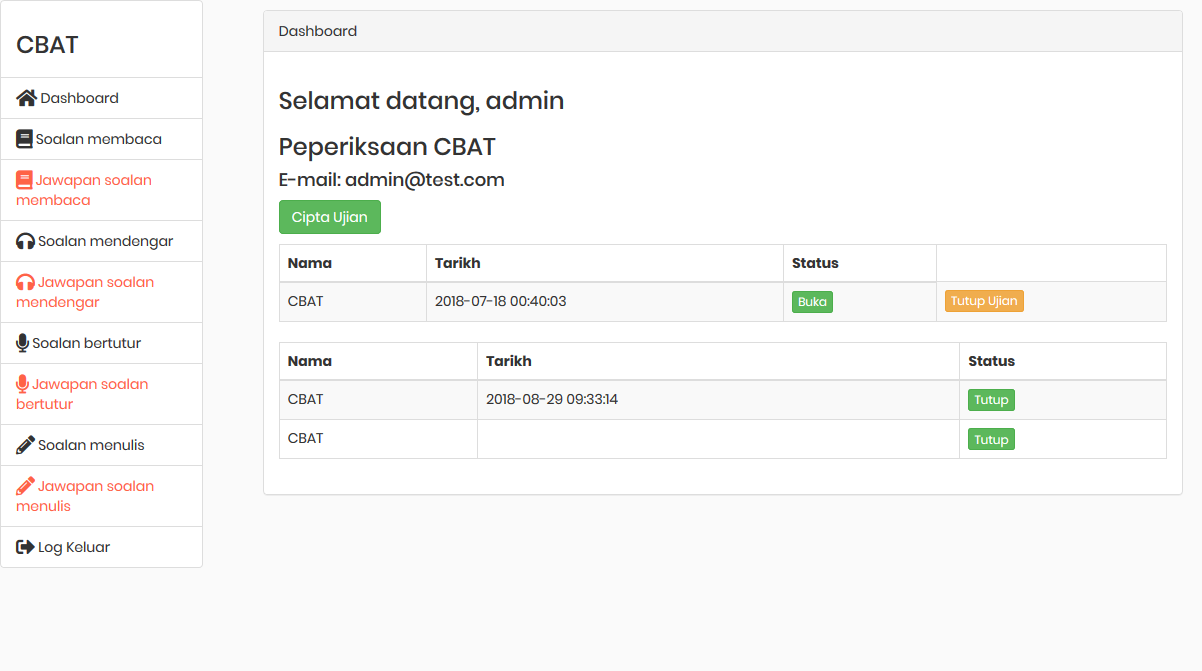 CBAT
Dashboard
Soalan membaca
Jawapan soalan
membaca
Soalan mendengar
Jawapan soalan
mendengar
Soalan bertutur
Jawapan soalan
bertutur
Soalan menulis
Jawapan soalan
menulis
Log Keluar
Dashboard
Selamat datang, admin
Peperiksaan CBAT
E-mail: admin@test.com
Cipta Ujian
Nama Tarikh Status
CBAT 2018-07-18 00:40:03 Buka Tutup Ujian
Nama Tarikh Status
CBAT 2018-08-29 09:33:14 Tutup
CBAT Tutup